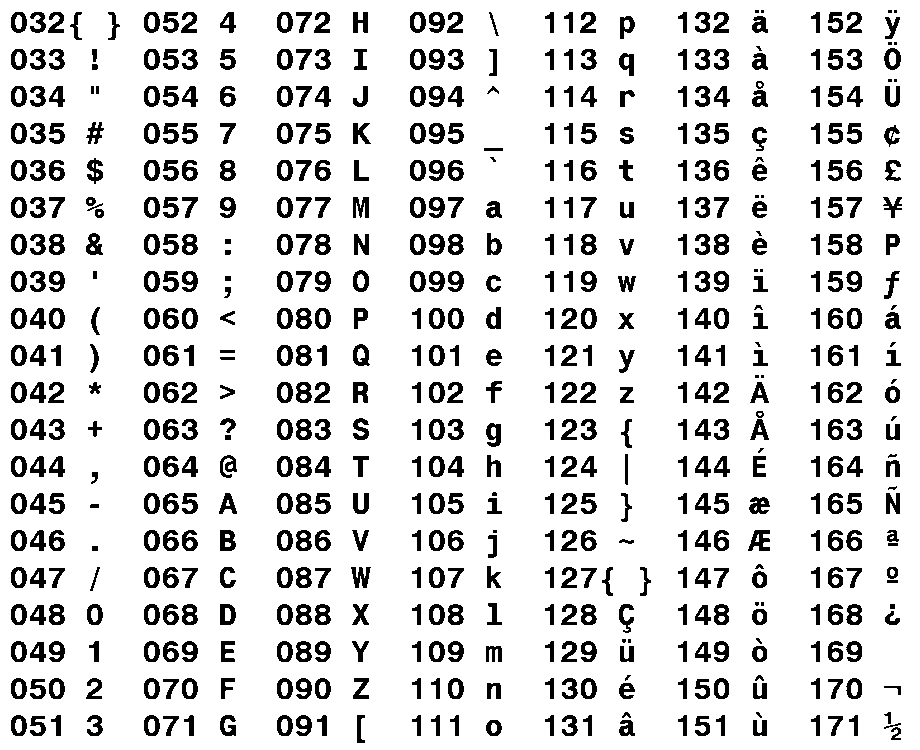 032{ } 052 4 072 H 092 \ 112 p 132 ä 152 ÿ
033 ! 053 5 073 I 093 ] 113 q 133 à 153 Ö
034 " 054 6 074 J 094 ^ 114 r 134 å 154 Ü
035 # 055 7 075 K 095 _ 115 s 135 ç 155 ¢
036 $ 056 8 076 L 096 ` 116 t 136 ê 156 £
037 % 057 9 077 M 097 a 117 u 137 ë 157 ¥
038 & 058 : 078 N 098 b 118 v 138 è 158 P
039 ' 059 ; 079 O 099 c 119 w 139 ï 159 ƒ
040 ( 060 < 080 P 100 d 120 x 140 î 160 á
041 ) 061 = 081 Q 101 e 121 y 141 ì 161 í
042 * 062 > 082 R 102 f 122 z 142 Ä 162 ó
043 + 063 ? 083 S 103 g 123 { 143 Å 163 ú
044 , 064 @ 084 T 104 h 124 | 144 É 164 ñ
045 - 065 A 085 U 105 i 125 } 145 æ 165 Ñ
046 . 066 B 086 V 106 j 126 ~ 146 Æ 166 ª
047 / 067 C 087 W 107 k 127{ } 147 ô 167 º
048 0 068 D 088 X 108 l 128 Ç 148 ö 168 ¿
049 1 069 E 089 Y 109 m 129 ü 149 ò 169
050 2 070 F 090 Z 110 n 130 é 150 û 170 ¬
051 3 071 G 091 [ 111 o 131 â 151 ù 171 ½